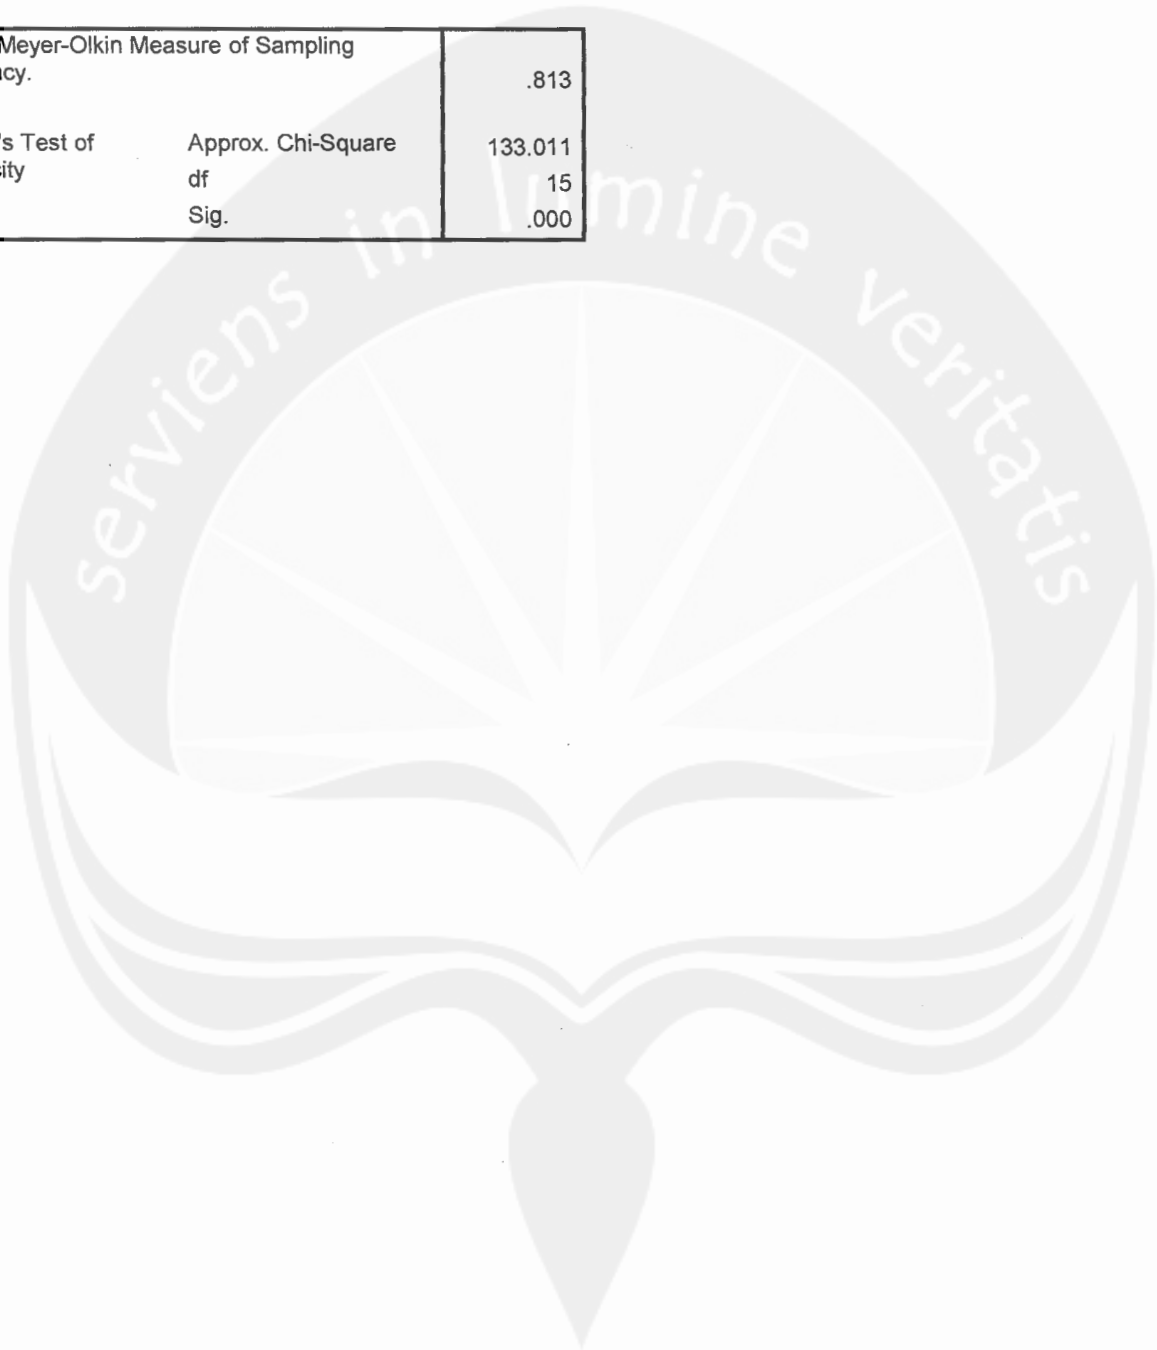 Meyer-Olkin Measure of Sampling
cy. .813
's Test of Approx. Chi-Square 133.011
ity df 15
Sig. .000
serviens in lumine veritatis